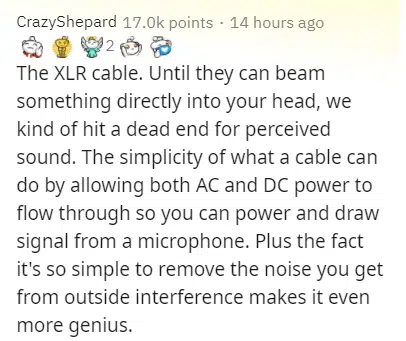 CrazyShepard 17.0k points · 14 hours ago
2
The XLR cable. Until they can beam
something directly into your head, we
kind of hit a dead end for perceived
sound. The simplicity of what a cable can
do by allowing both AC and DC power to
flow through so you can power and draw
signal from a microphone. Plus the fact
it's so simple to remove the noise you get
from outside interference makes it even
more genius.